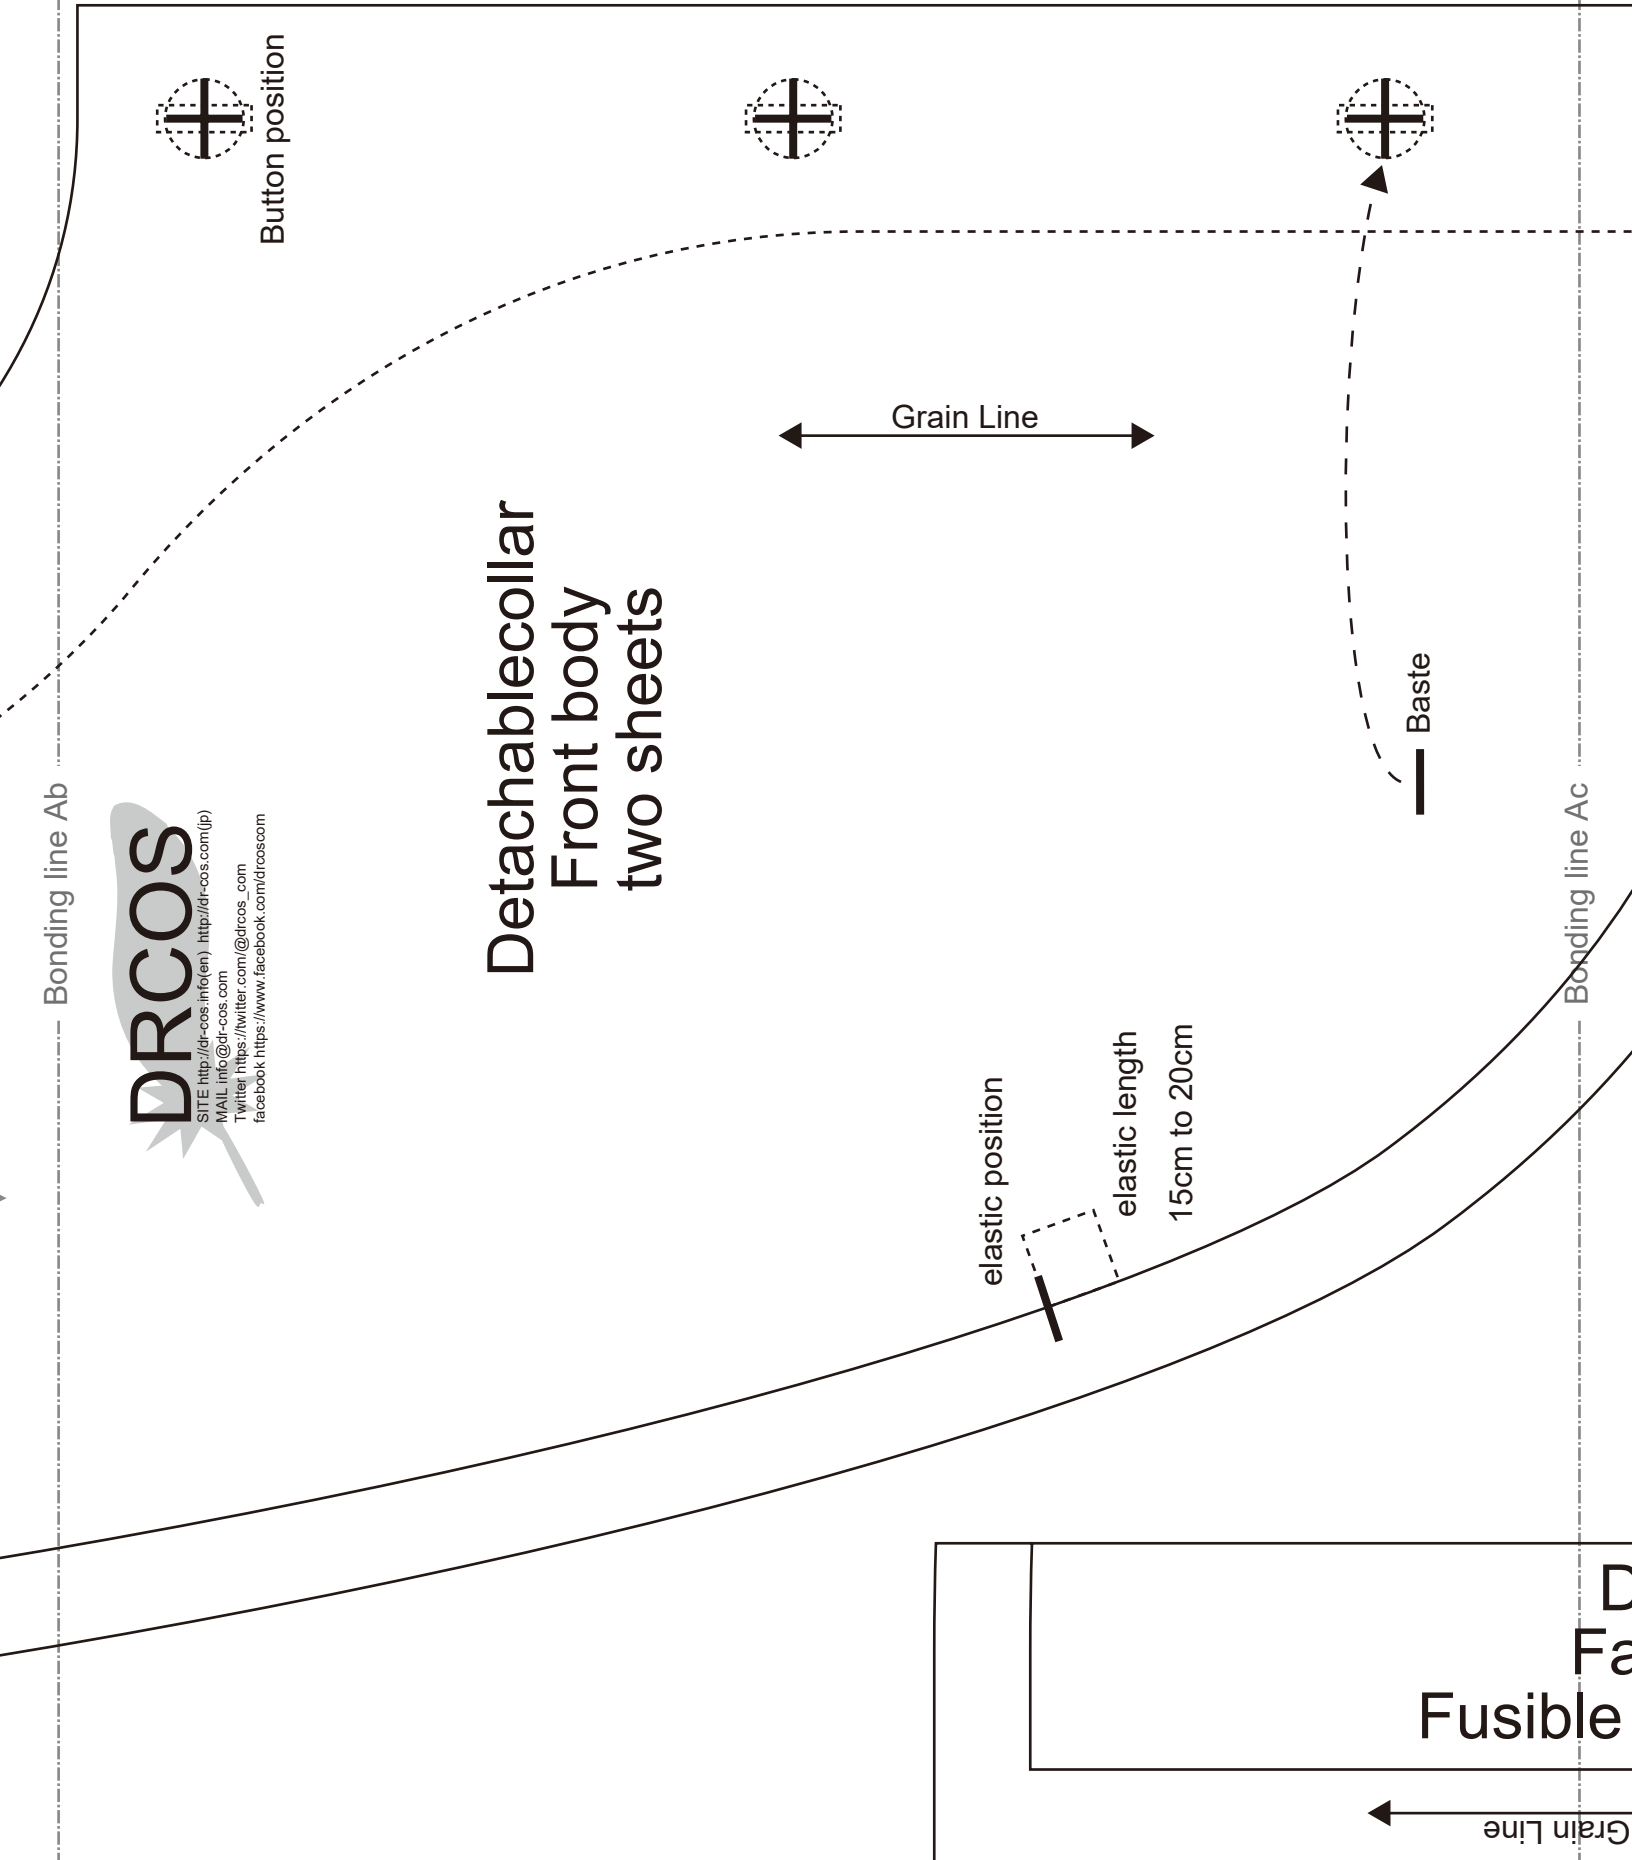 Button position
Grain Line
Detachablecollar
Front body
two sheets
Baste
Bonding line Ab
Bonding line Ac
DRCOS
SITE http://dr-cos.info(en)  http://dr-cos.com(jp)
MAIL info@dr-cos.com
Twitter https://twitter.com/@drcos_com
facebook https://www.facebook.com/drcoscom
elastic position
elastic length
15cm to 20cm
D
Fa
Fusible
Grain Line